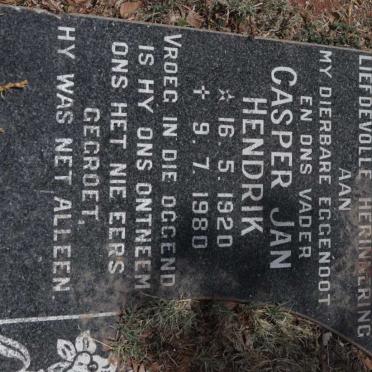 LIEFDEVOLLE HERINNERING
AAN
MY DIERBARE EGGENOOT
EN ONS VADER
CASPER JAN
HENDRIK
☆ 16. 5. 1920
✝ 9. 7. 1980
VROEG IN DIE OGGEND
IS HY ONS ONTNEEM
ONS HET NIE EERS
GEGROET.
HY WAS NET ALLEEN.